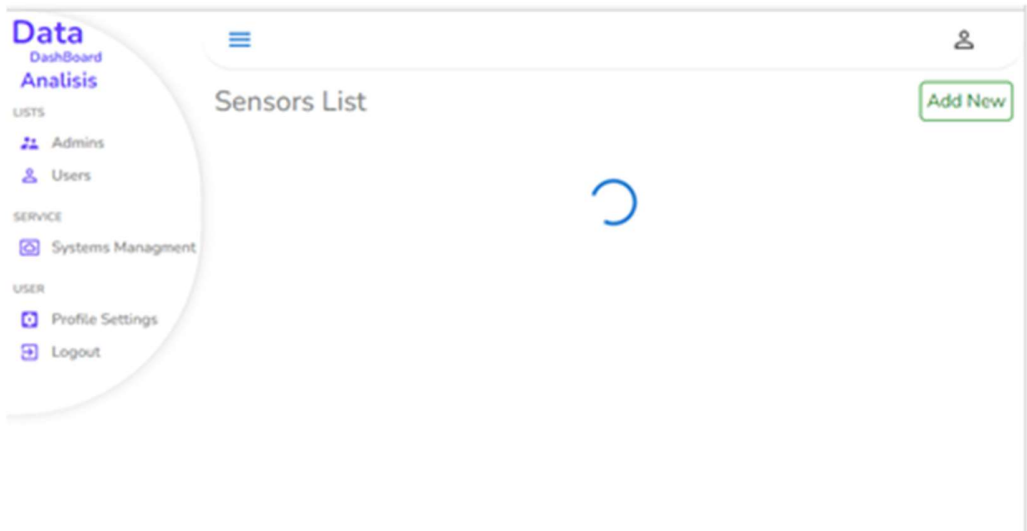 Data
DashBoard
Analisis
LISTS
Admins
Users
SERVICE
Systems Managment
USER
Profile Settings
Logout
Sensors List
Add New